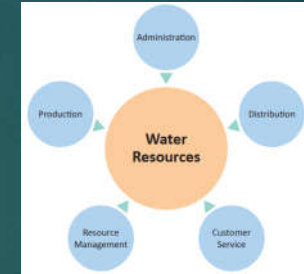 Administration
Production
Distribution
Water
Resources
Resource
Management
Customer
Service